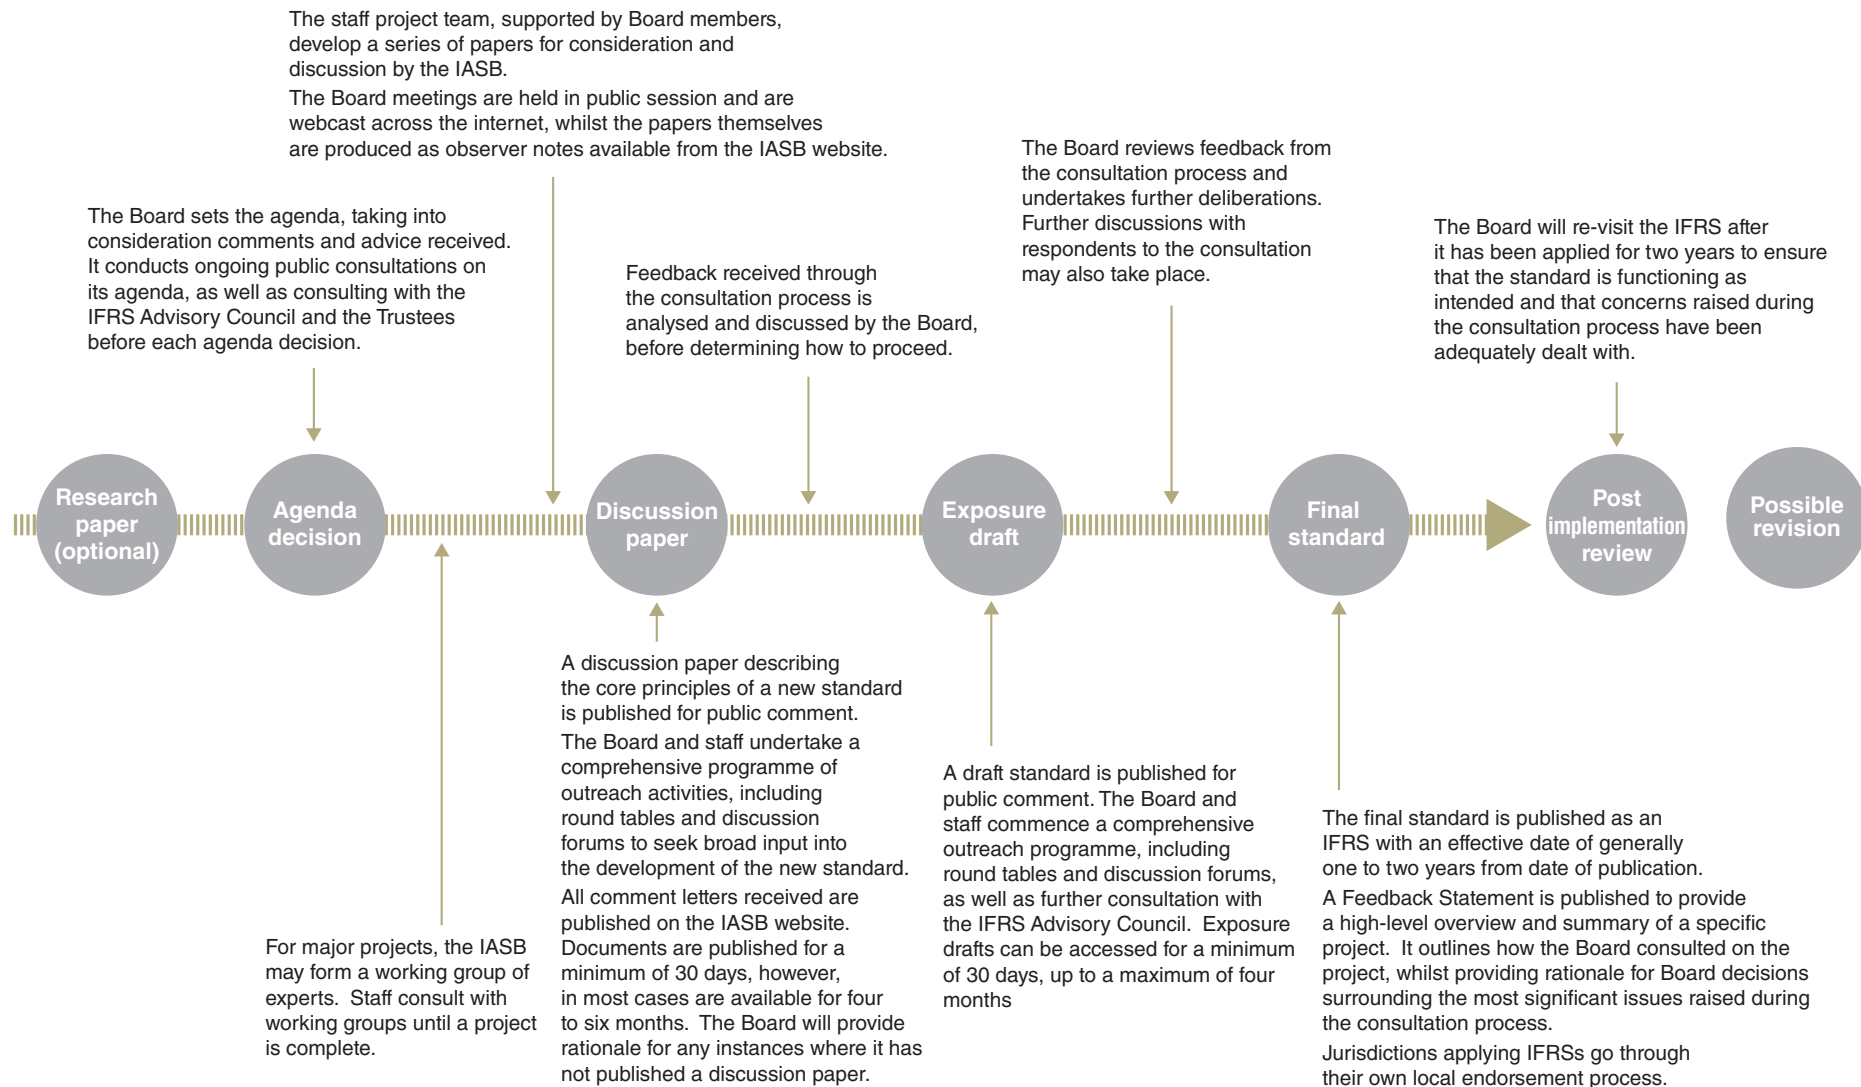 The staff project team, supported by Board members,
develop a series of papers for consideration and
discussion by the IASB.
The Board meetings are held in public session and are
webcast across the internet, whilst the papers themselves
are produced as observer notes available from the IASB website.
The Board sets the agenda, taking into
consideration comments and advice received.
It conducts ongoing public consultations on
its agenda, as well as consulting with the
IFRS Advisory Council and the Trustees
before each agenda decision.
Feedback received through
the consultation process is
analysed and discussed by the Board,
before determining how to proceed.
The Board reviews feedback from
the consultation process and
undertakes further deliberations.
Further discussions with
respondents to the consultation
may also take place.
The Board will re-visit the IFRS after
it has been applied for two years to ensure
that the standard is functioning as
intended and that concerns raised during
the consultation process have been
adequately dealt with.
Research
paper
(optional)
Agenda
decision
Discussion
paper
Exposure
draft
Final
standard
Post
implementation
review
Possible
revision
For major projects, the IASB
may form a working group of
experts. Staff consult with
working groups until a project
is complete.
A discussion paper describing
the core principles of a new standard
is published for public comment.
The Board and staff undertake a
comprehensive programme of
outreach activities, including
round tables and discussion
forums to seek broad input into
the development of the new standard.
All comment letters received are
published on the IASB website.
Documents are published for a
minimum of 30 days, however,
in most cases are available for four
to six months. The Board will provide
rationale for any instances where it has
not published a discussion paper.
A draft standard is published for
public comment. The Board and
staff commence a comprehensive
outreach programme, including
round tables and discussion forums,
as well as further consultation with
the IFRS Advisory Council. Exposure
drafts can be accessed for a minimum
of 30 days, up to a maximum of four
months
The final standard is published as an
IFRS with an effective date of generally
one to two years from date of publication.
A Feedback Statement is published to provide
a high-level overview and summary of a specific
project. It outlines how the Board consulted on the
project, whilst providing rationale for Board decisions
surrounding the most significant issues raised during
the consultation process.
Jurisdictions applying IFRSs go through
their own local endorsement process.